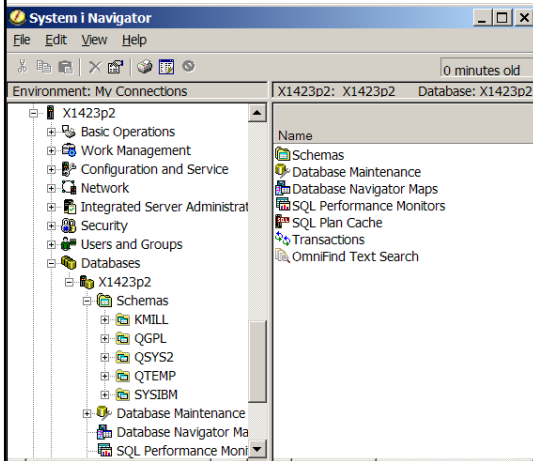 System i Navigator
File Edit View Help
0 minutes old
Environment: My Connections
X1423p2: X1423p2 Database: X1423p2
X1423p2
Basic Operations
Work Management
Configuration and Service
Network
Integrated Server Administrat
Security
Users and Groups
Databases
X1423p2
Schemas
KMILL
QGPL
QSYS2
QTEMP
SYSIBM
Database Maintenance
Database Navigator Ma
SQL Performance Moni
Name
Schemas
Database Maintenance
Database Navigator Maps
SQL Performance Monitors
SQL Plan Cache
Transactions
OmniFind Text Search